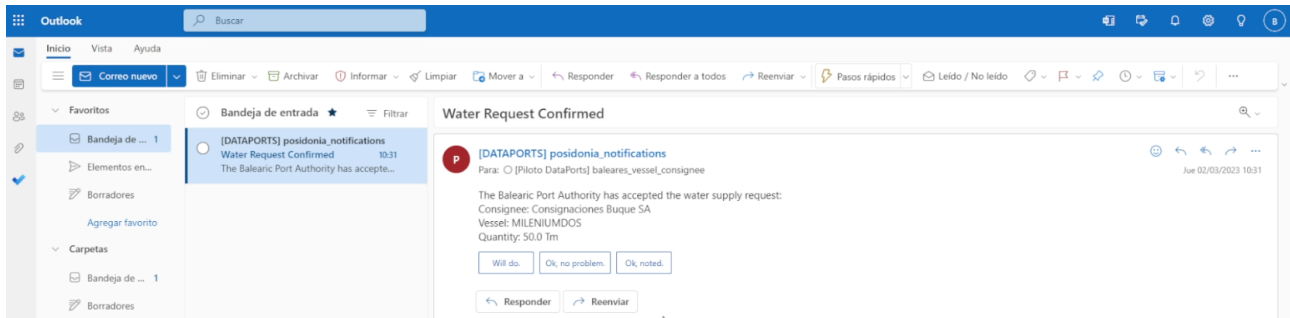 Outlook
Buscar
B
Inicio Vista Ayuda
Correo nuevo Eliminar Archivar Informar Limpiar Mover a Responder Responder a todos Reenviar Pasos rápidos Leído / No leído ...
Favoritos
Bandeja de ... 1
Elementos en...
Borradores
Agregar favorito
Carpetas
Bandeja de ... 1
Borradores
Bandeja de entrada ★ Filtrar
[DATAPORTS] posidonia_notifications
Water Request Confirmed 10:31
The Balearic Port Authority has accepte...
Water Request Confirmed
P
[DATAPORTS] posidonia_notifications
Para: [Piloto DataPorts] baleares_vessel_consignee
Jue 02/03/2023 10:31
The Balearic Port Authority has accepted the water supply request:
Consignee: Consignaciones Buque SA
Vessel: MILENIUMDOS
Quantity: 50.0 Tm
Will do. Ok, no problem. Ok, noted.
Responder Reenviar